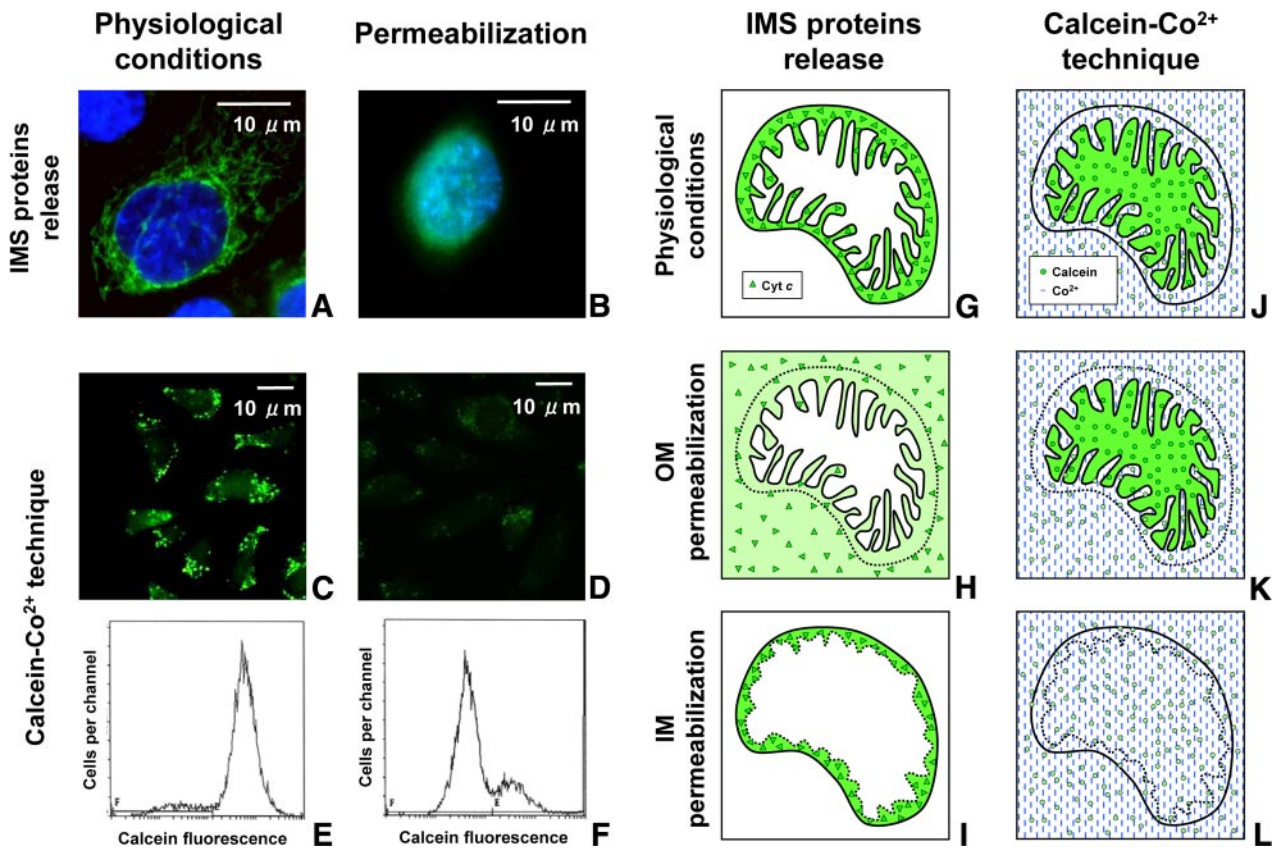 Physiological
conditions
Permeabilization
IMS proteins
release
Calcein-Co²⁺
technique
IMS proteins
release
10 μm
A
10 μm
B
Physiological
conditions
Cyt c
G
Calcein
Co²⁺
J
Calcein-Co²⁺ technique
10 μm
C
10 μm
D
OM
permeabilization
H
K
Cells per channel
F
E
Calcein fluorescence
E
Cells per channel
F
E
Calcein fluorescence
F
IM
permeabilization
I
L